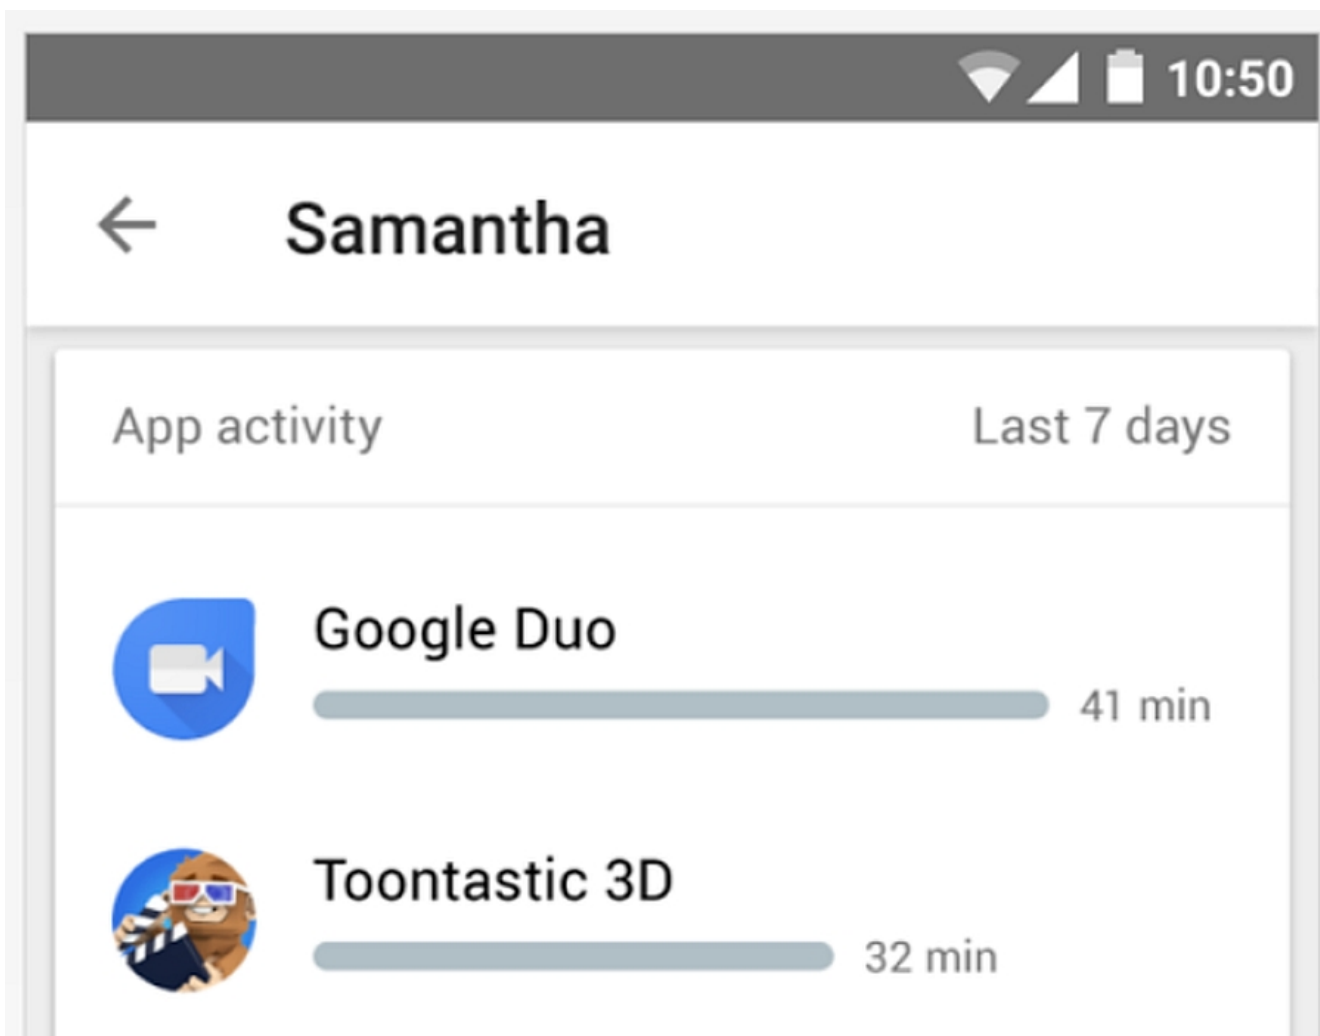 10:50
Samantha
App activity Last 7 days
Google Duo
41 min
Toontastic 3D
32 min